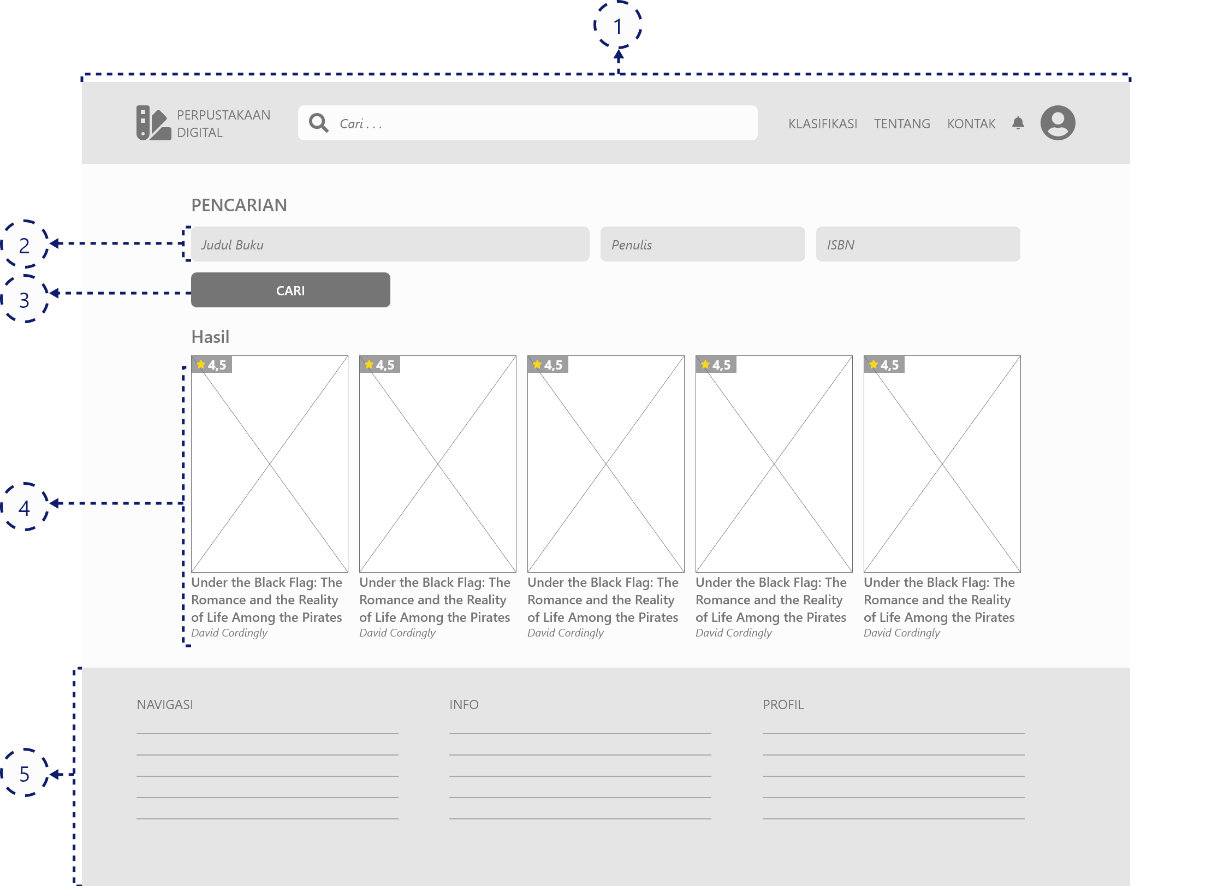 1
PERPUSTAKAAN
DIGITAL
Cari . . .
KLASIFIKASI TENTANG KONTAK
PENCARIAN
2
Judul Buku Penulis ISBN
3
CARI
Hasil
4,5 4,5 4,5 4,5 4,5
4
Under the Black Flag: The Under the Black Flag: The Under the Black Flag: The Under the Black Flag: The Under the Black Flag: The
Romance and the Reality Romance and the Reality Romance and the Reality Romance and the Reality Romance and the Reality
of Life Among the Pirates of Life Among the Pirates of Life Among the Pirates of Life Among the Pirates of Life Among the Pirates
David Cordingly David Cordingly David Cordingly David Cordingly David Cordingly
NAVIGASI INFO PROFIL
5